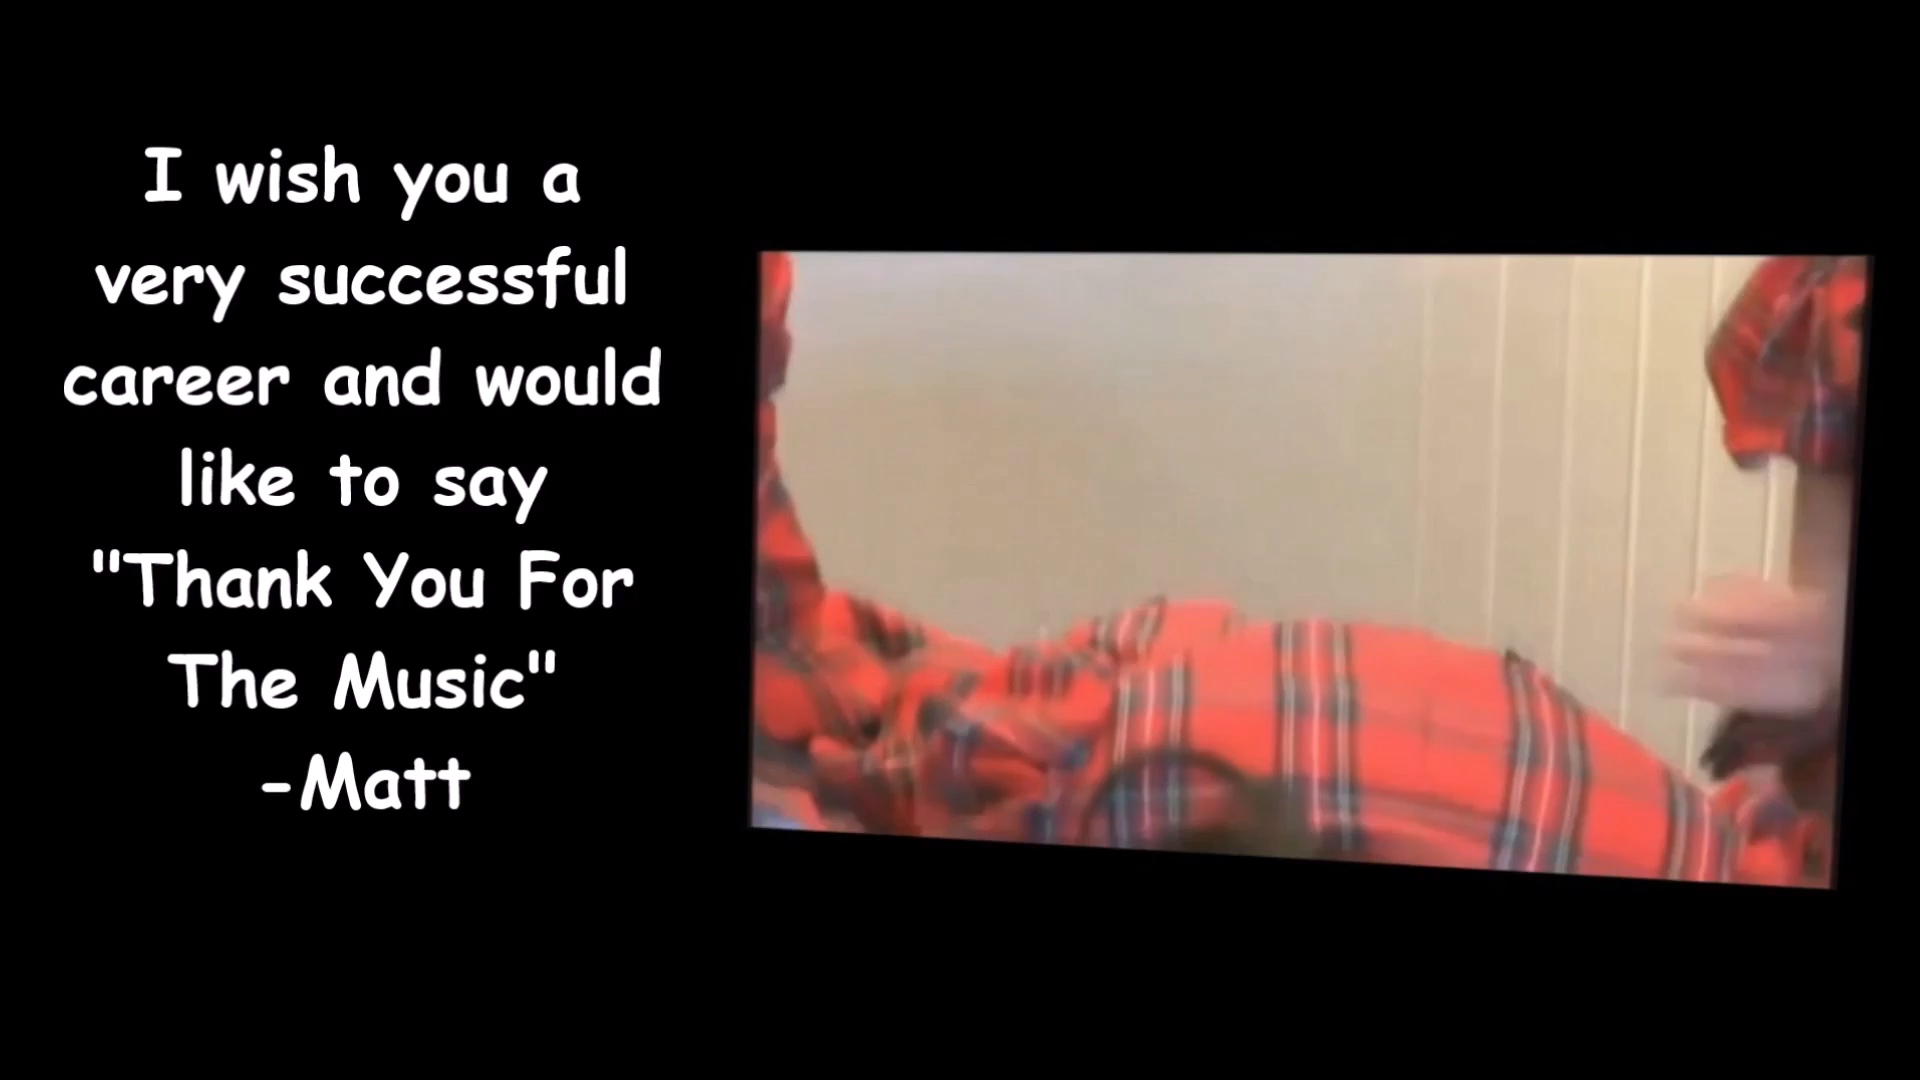 I wish you a
very successful
career and would
like to say
"Thank You For
The Music"
-Matt